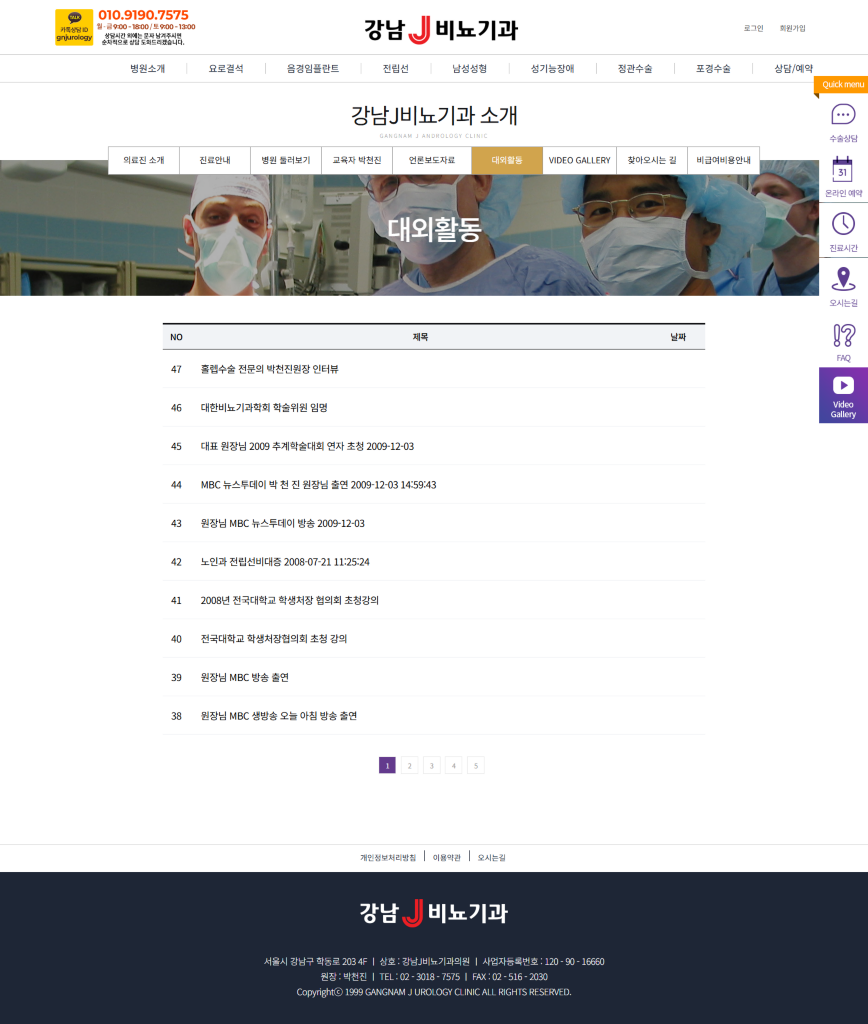 TALK
카톡상담 ID
gnjurology
010.9190.7575
월 - 금 9:00 - 18:00 / 토 9:00 - 13:00
상담시간 외에는 문자 남겨주시면
순차적으로 상담 도와드리겠습니다.
강남 J 비뇨기과
로그인 회원가입
병원소개 요로결석 음경임플란트 전립선 남성성형 성기능장애 정관수술 포경수술 상담/예약
Quick menu
수술상담
31
온라인 예약
진료시간
오시는길
FAQ
Video
Gallery
강남J비뇨기과 소개
GANGNAM J ANDROLOGY CLINIC
의료진 소개 진료안내 병원 둘러보기 교육자 박천진 언론보도자료 대외활동 VIDEO GALLERY 찾아오시는 길 비급여비용안내
대외활동
NO 제목 날짜
47 홀렙수술 전문의 박천진원장 인터뷰
46 대한비뇨기과학회 학술위원 임명
45 대표 원장님 2009 추계학술대회 연자 초청 2009-12-03
44 MBC 뉴스투데이 박 천 진 원장님 출연 2009-12-03 14:59:43
43 원장님 MBC 뉴스투데이 방송 2009-12-03
42 노인과 전립선비대증 2008-07-21 11:25:24
41 2008년 전국대학교 학생처장 협의회 초청강의
40 전국대학교 학생처장협의회 초청 강의
39 원장님 MBC 방송 출연
38 원장님 MBC 생방송 오늘 아침 방송 출연
1 2 3 4 5
개인정보처리방침 | 이용약관 | 오시는길
강남 J 비뇨기과
서울시 강남구 학동로 203 4F | 상호 : 강남J비뇨기과의원 | 사업자등록번호 : 120 - 90 - 16660
원장 : 박천진 | TEL : 02 - 3018 - 7575 | FAX : 02 - 516 - 2030
Copyrightⓒ 1999 GANGNAM J UROLOGY CLINIC ALL RIGHTS RESERVED.